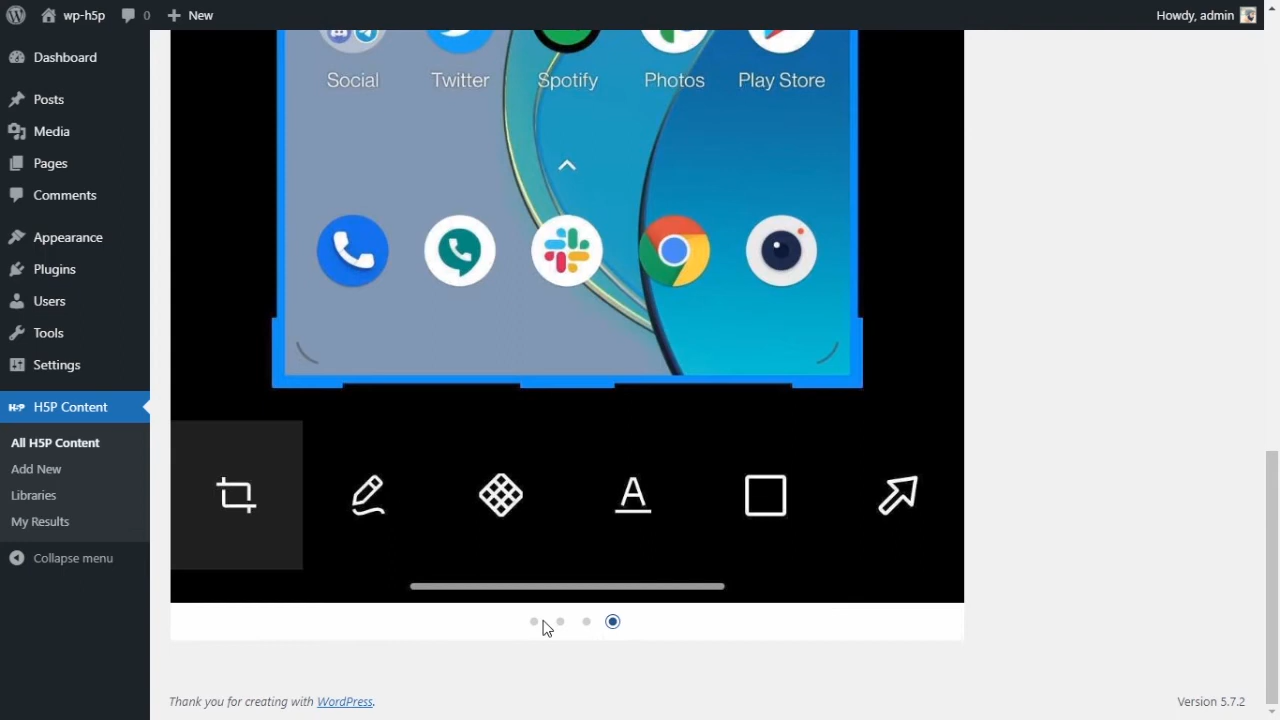 wp-h5p
0
New
Howdy, admin
Dashboard
Posts
Media
Pages
Comments
Appearance
Plugins
Users
Tools
Settings
H5P H5P Content
All H5P Content
Add New
Libraries
My Results
Collapse menu
Social
Twitter
Spotify
Photos
Play Store
A
Thank you for creating with WordPress.
Version 5.7.2